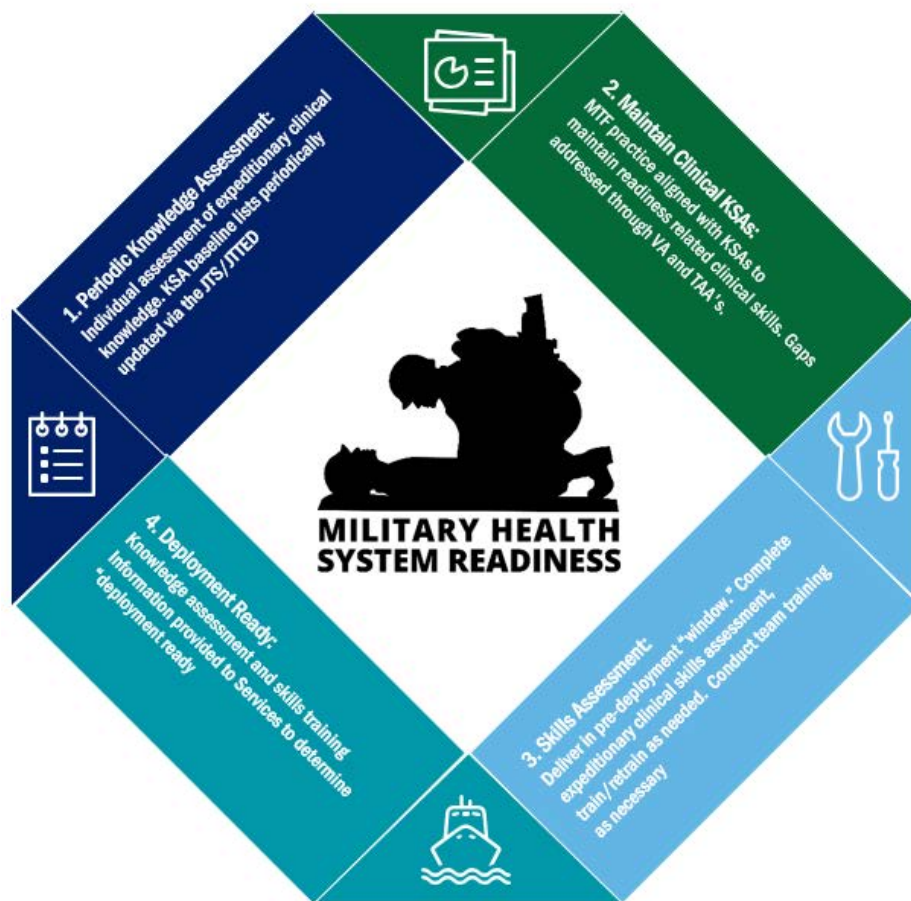 1. Periodic Knowledge Assessment:
Individual assessment of expeditionary clinical
knowledge. KSA baseline lists periodically
updated via the JTS/JTED
2. Maintain Clinical KSAs:
MTF practice aligned with KSAs to
maintain readiness related clinical skills. Gaps
addressed through VA and TAA's.
MILITARY HEALTH
SYSTEM READINESS
3. Skills Assessment:
Deliver in pre-deployment "window." Complete
expeditionary clinical skills assessment,
train/retrain as needed. Conduct team training
as necessary
4. Deployment Ready:
Knowledge assessment and skills training
Information provided to Services to determine
"deployment ready